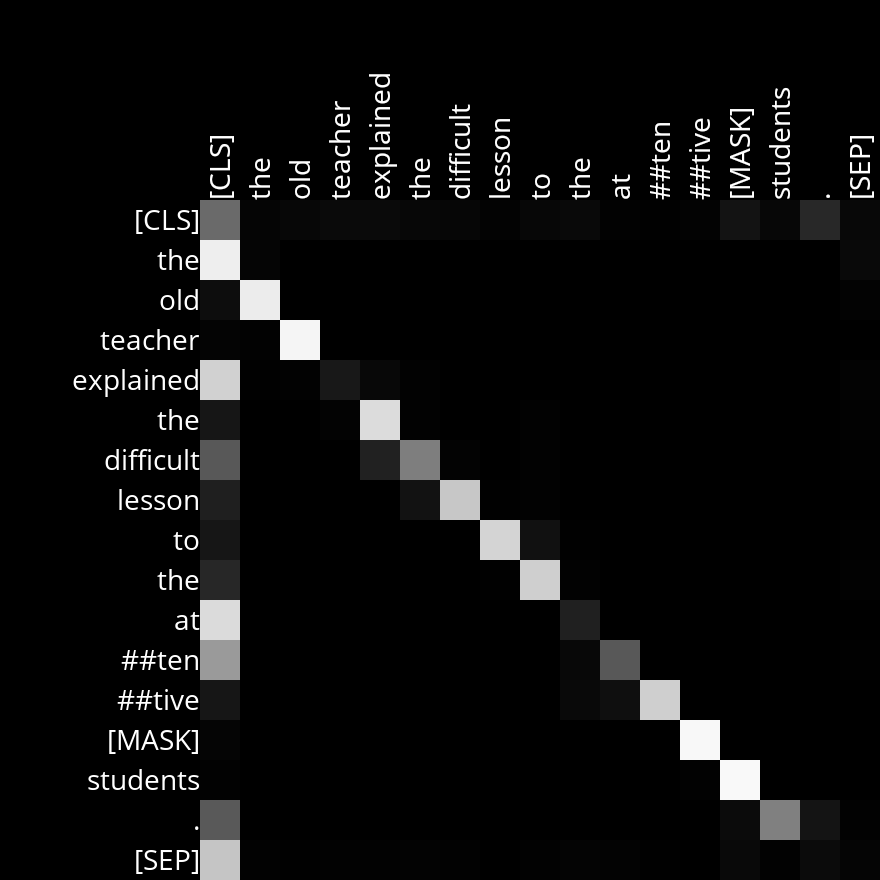 [CLS] the old teacher explained the difficult lesson to the at ##ten ##tive [MASK] students . [SEP]
[CLS]
the
old
teacher
explained
the
difficult
lesson
to
the
at
##ten
##tive
[MASK]
students
.
[SEP]